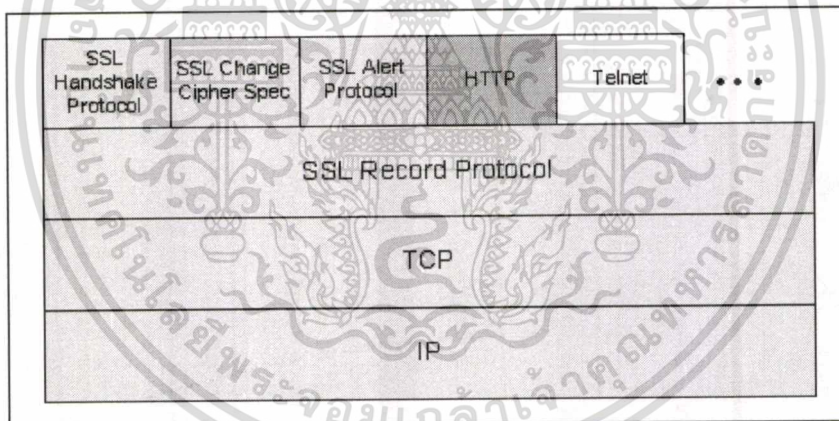 SSL
Handshake
Protocol
SSL Change
Cipher Spec
SSL Alert
Protocol
HTTP
Telnet
...
SSL Record Protocol
TCP
IP